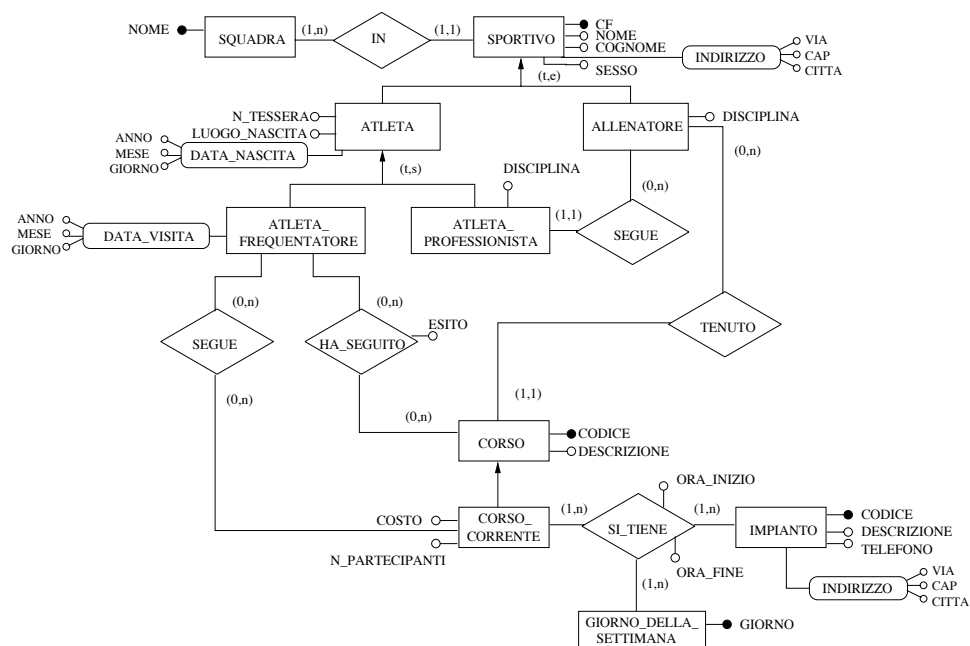 NOME
SQUADRA
(1,n)
IN
(1,1)
SPORTIVO
CF
NOME
COGNOME
SESSO
INDIRIZZO
VIA
CAP
CITTA
(t,e)
N_TESSERA
LUOGO_NASCITA
ATLETA
ANNO
MESE
GIORNO
DATA_NASCITA
ALLENATORE
DISCIPLINA
(0,n)
(t,s)
DISCIPLINA
(0,n)
ANNO
MESE
GIORNO
DATA_VISITA
ATLETA_
FREQUENTATORE
ATLETA_
PROFESSIONISTA
(1,1)
SEGUE
(0,n)
(0,n)
SEGUE
HA_SEGUITO
ESITO
TENUTO
(0,n)
(0,n)
(1,1)
CORSO
CODICE
DESCRIZIONE
COSTO
N_PARTECIPANTI
CORSO_
CORRENTE
(1,n)
SI_TIENE
ORA_INIZIO
ORA_FINE
(1,n)
IMPIANTO
CODICE
DESCRIZIONE
TELEFONO
INDIRIZZO
VIA
CAP
CITTA
(1,n)
GIORNO_DELLA_
SETTIMANA
GIORNO